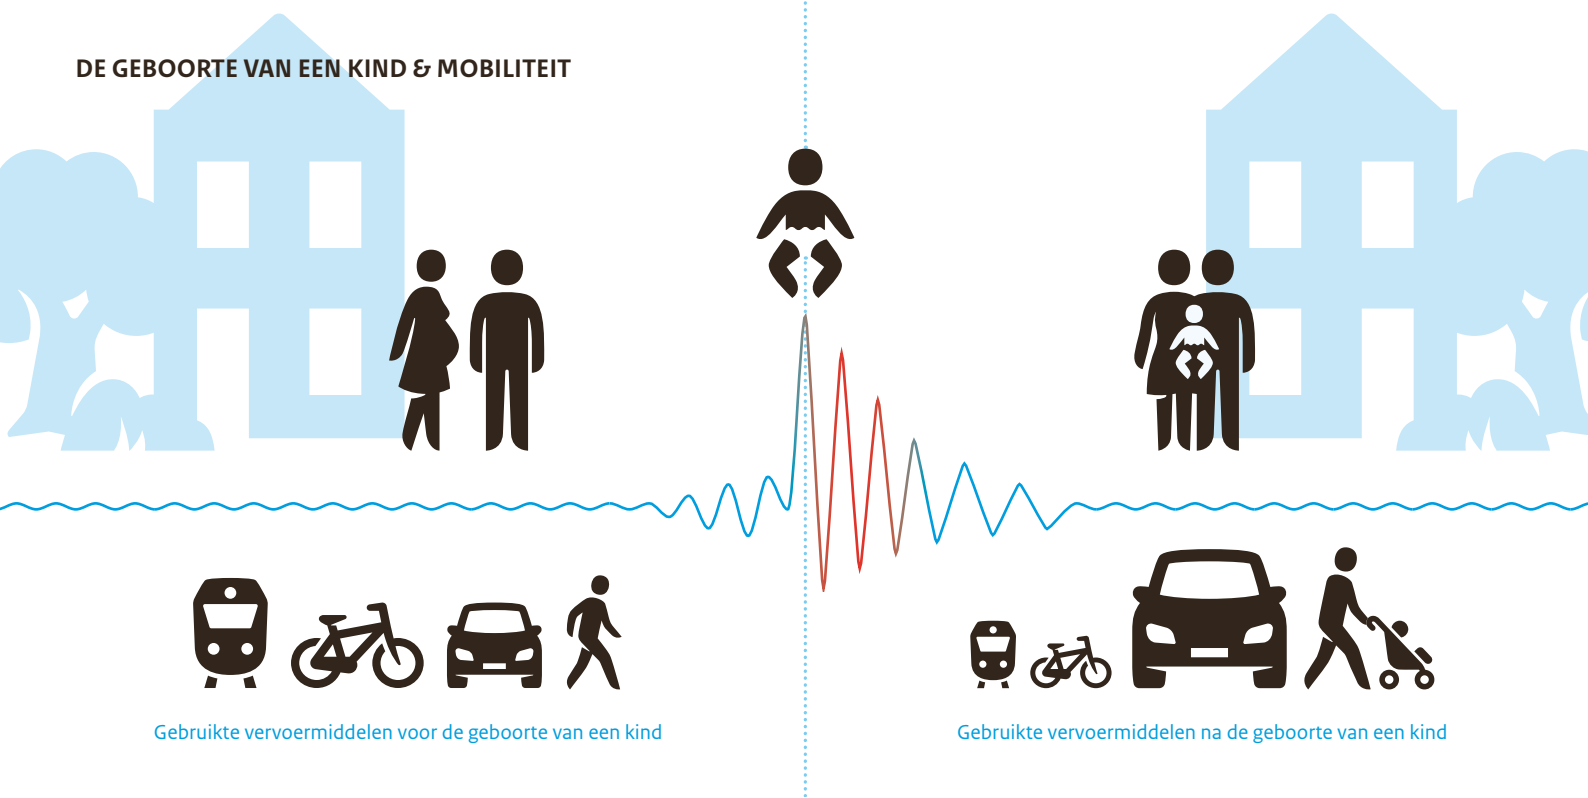 DE GEBOORTE VAN EEN KIND & MOBILITEIT
Gebruikte vervoermiddelen voor de geboorte van een kind
Gebruikte vervoermiddelen na de geboorte van een kind